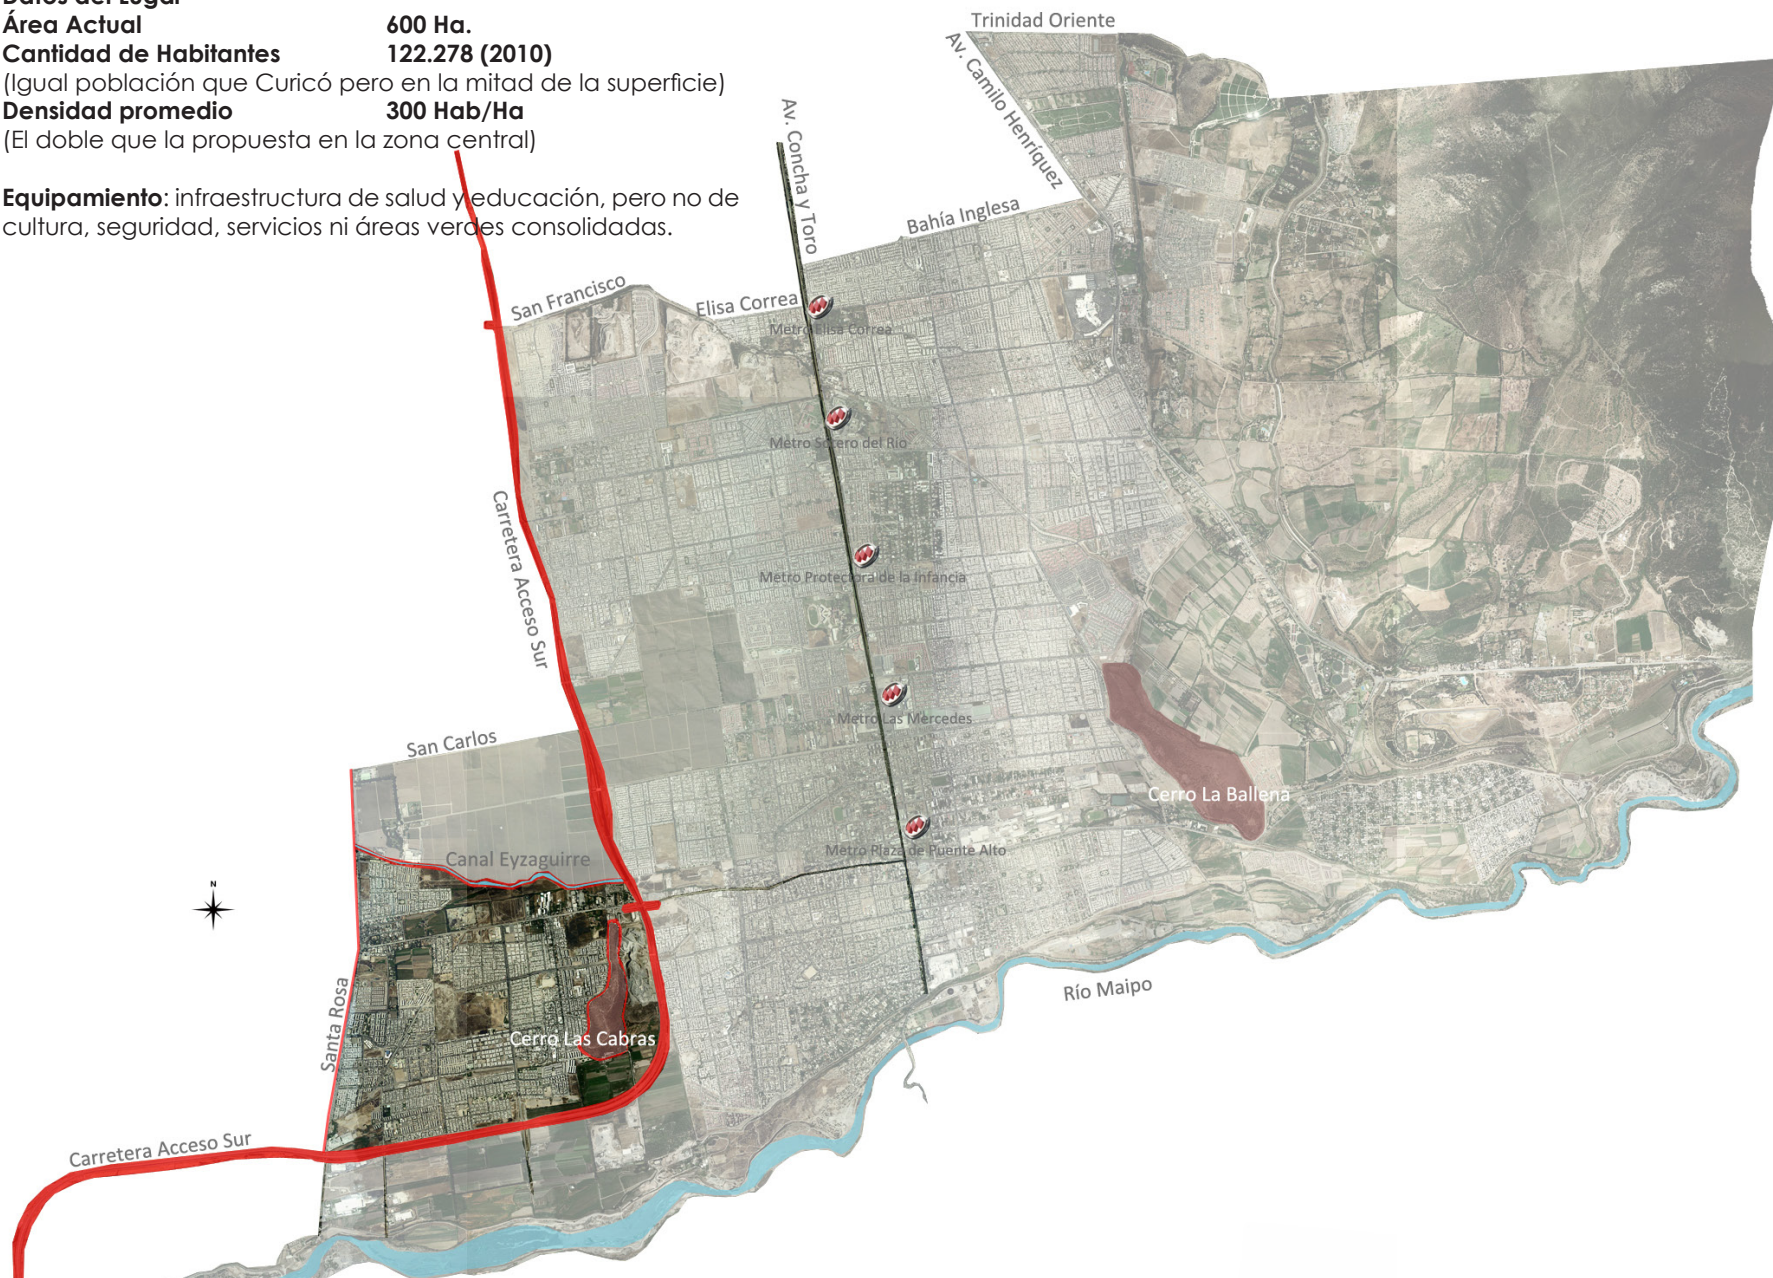 Datos del Lugar
Área Actual 600 Ha.
Cantidad de Habitantes 122.278 (2010)
(Igual población que Curicó pero en la mitad de la superficie)
Densidad promedio 300 Hab/Ha
(El doble que la propuesta en la zona central)
Equipamiento: infraestructura de salud y educación, pero no de
cultura, seguridad, servicios ni áreas verdes consolidadas.
Trinidad Oriente
Av. Camilo Henríquez
Av. Concha y Toro
Bahía Inglesa
San Francisco
Elisa Correa
Metro Elisa Correa
Metro Sotero del Rio
Carretera Acceso Sur
Metro Protectora de la Infancia
Metro Las Mercedes
San Carlos
Cerro La Ballena
Metro Plaza de Puente Alto
Canal Eyzaguirre
N
Río Maipo
Santa Rosa
Cerro Las Cabras
Carretera Acceso Sur